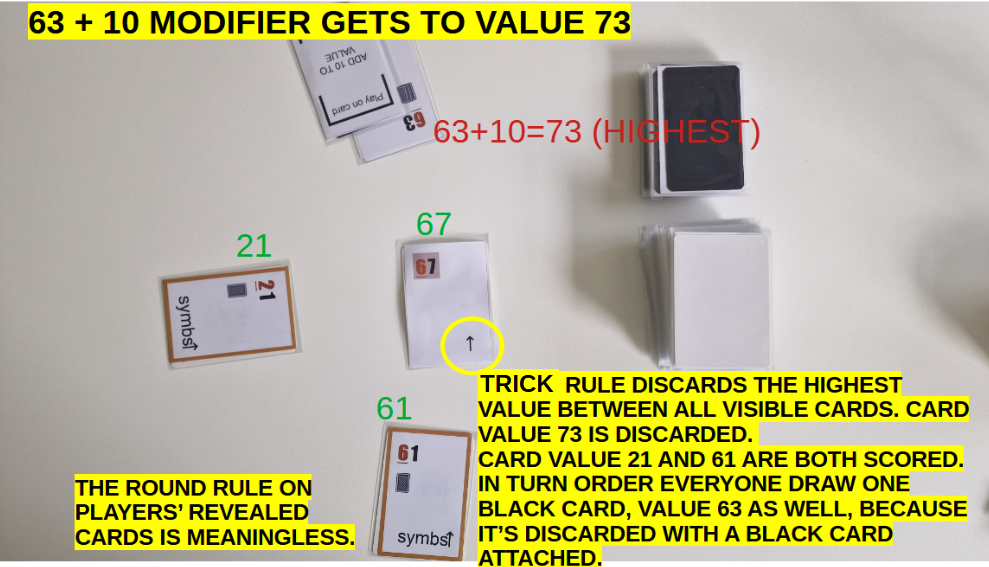 63 + 10 MODIFIER GETS TO VALUE 73
ADD 10 TO
VALUE
Play on card
63
63+10=73 (HIGHEST)
67
21
67
21
symbs↑
↑
61
61
symbs↑
TRICK RULE DISCARDS THE HIGHEST
VALUE BETWEEN ALL VISIBLE CARDS. CARD
VALUE 73 IS DISCARDED.
CARD VALUE 21 AND 61 ARE BOTH SCORED.
IN TURN ORDER EVERYONE DRAW ONE
BLACK CARD, VALUE 63 AS WELL, BECAUSE
IT'S DISCARDED WITH A BLACK CARD
ATTACHED.
THE ROUND RULE ON
PLAYERS’ REVEALED
CARDS IS MEANINGLESS.